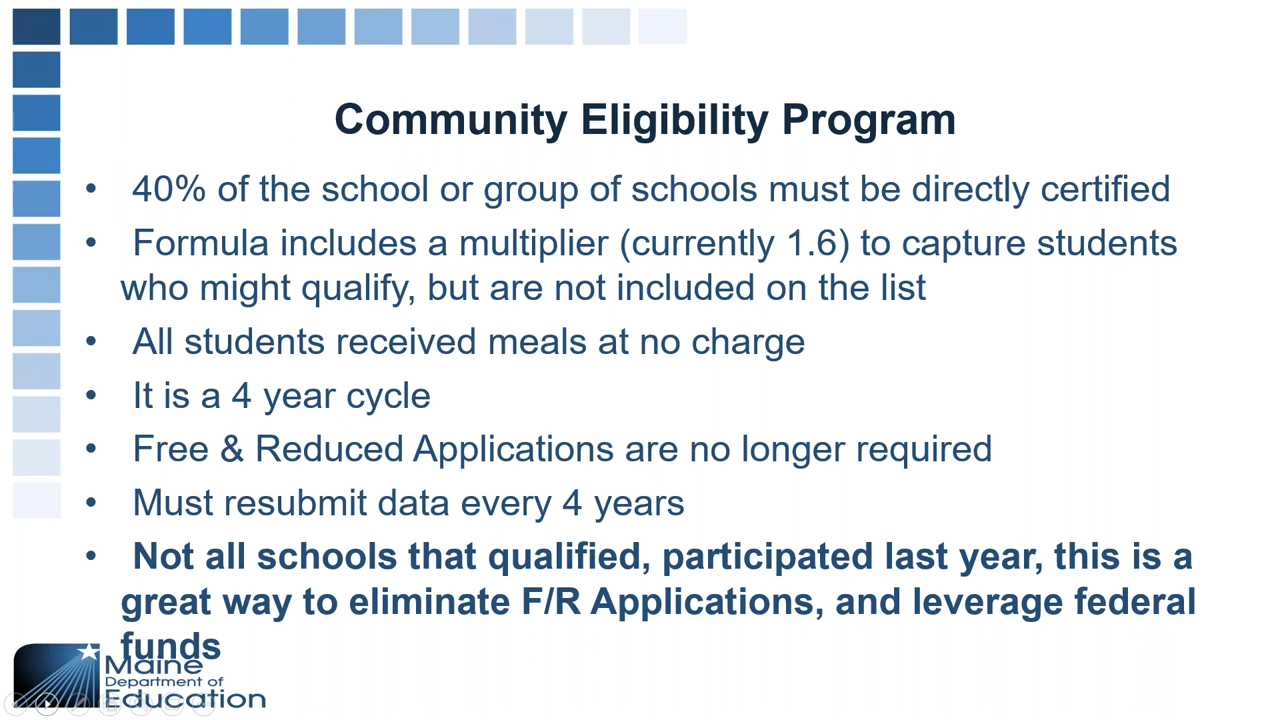 Community Eligibility Program
• 40% of the school or group of schools must be directly certified
• Formula includes a multiplier (currently 1.6) to capture students
who might qualify, but are not included on the list
• All students received meals at no charge
• It is a 4 year cycle
• Free & Reduced Applications are no longer required
• Must resubmit data every 4 years
• Not all schools that qualified, participated last year, this is a
great way to eliminate F/R Applications, and leverage federal
funds
Maine
Department of
Education